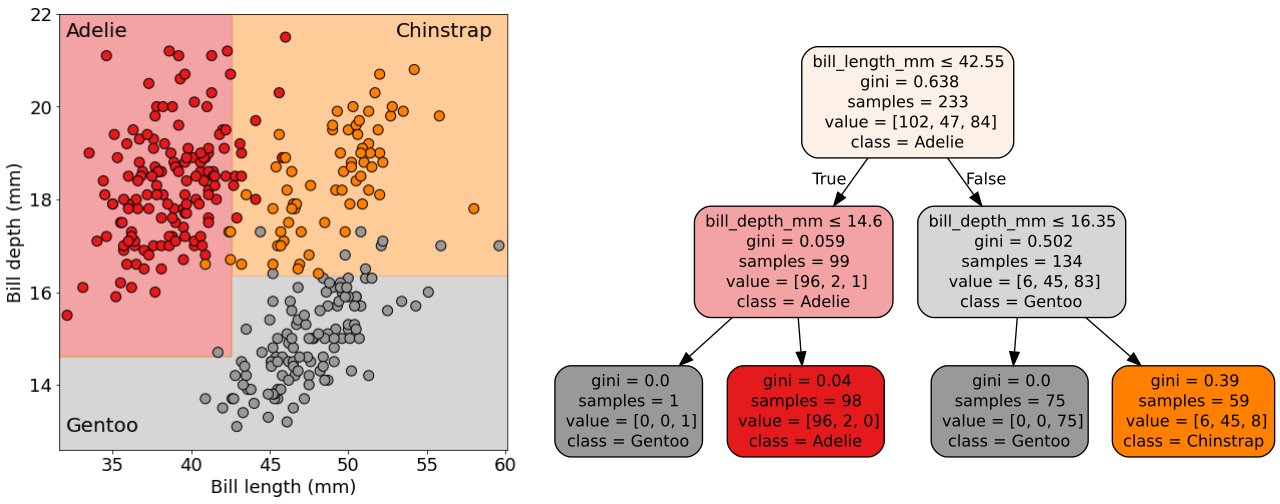 22
20
18
16
14
Bill depth (mm)
Adelie
Chinstrap
Gentoo
35
40
45
50
55
60
Bill length (mm)
bill_length_mm ≤ 42.55
gini = 0.638
samples = 233
value = [102, 47, 84]
class = Adelie
True
False
bill_depth_mm ≤ 14.6
gini = 0.059
samples = 99
value = [96, 2, 1]
class = Adelie
bill_depth_mm ≤ 16.35
gini = 0.502
samples = 134
value = [6, 45, 83]
class = Gentoo
gini = 0.0
samples = 1
value = [0, 0, 1]
class = Gentoo
gini = 0.04
samples = 98
value = [96, 2, 0]
class = Adelie
gini = 0.0
samples = 75
value = [0, 0, 75]
class = Gentoo
gini = 0.39
samples = 59
value = [6, 45, 8]
class = Chinstrap